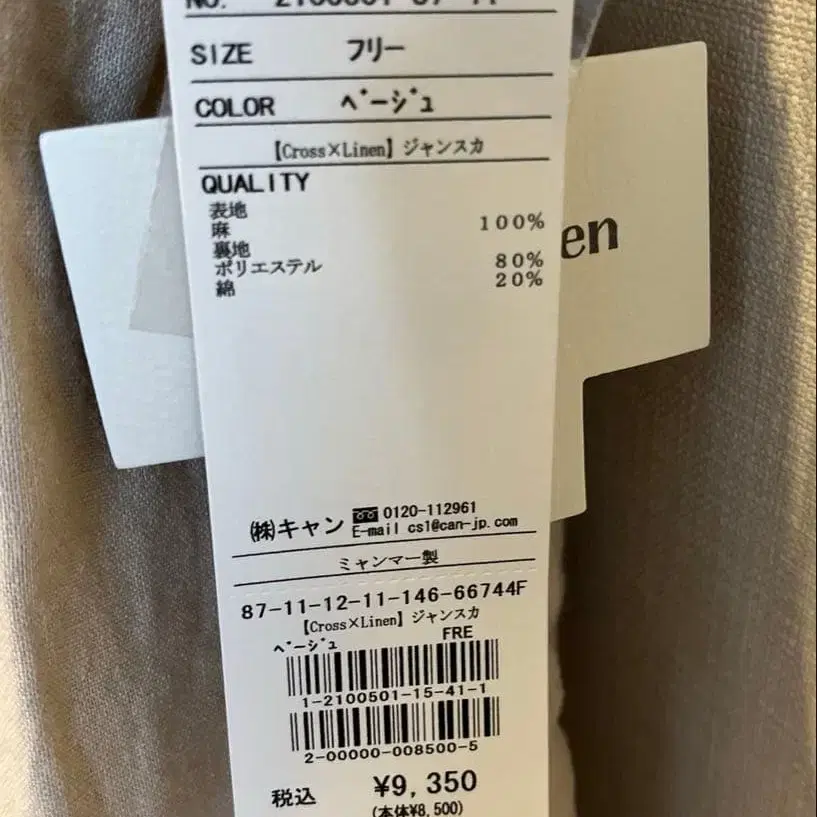 NO.
SIZE フリー
COLOR ベージュ
【Cross×Linen】ジャンスカ
QUALITY
表地
麻 100%
裏地
ポリエステル 80%
綿 20%
en
㈱キャン 0120-112961
E-mail cs1@can-jp.com
ミャンマー製
87-11-12-11-146-66744F
【Cross×Linen】ジャンスカ
ベージュ FRE
1-2100501-15-41-1
2-00000-008500-5
税込 ¥9,350
(本体¥8,500)